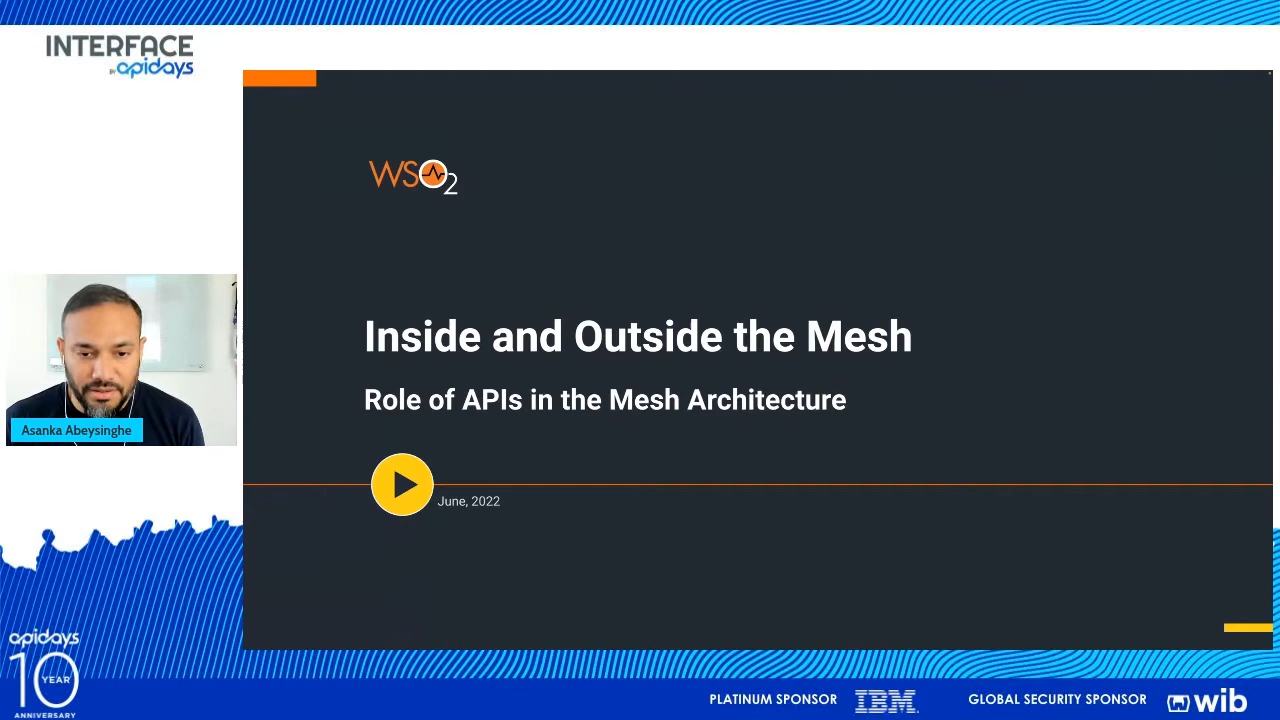 INTERFACE
BY apidays
WSO2
Inside and Outside the Mesh
Role of APIs in the Mesh Architecture
June, 2022
Asanka Abeysinghe
apidays
10
YEAR
ANNIVERSARY
PLATINUM SPONSOR IBM GLOBAL SECURITY SPONSOR wib